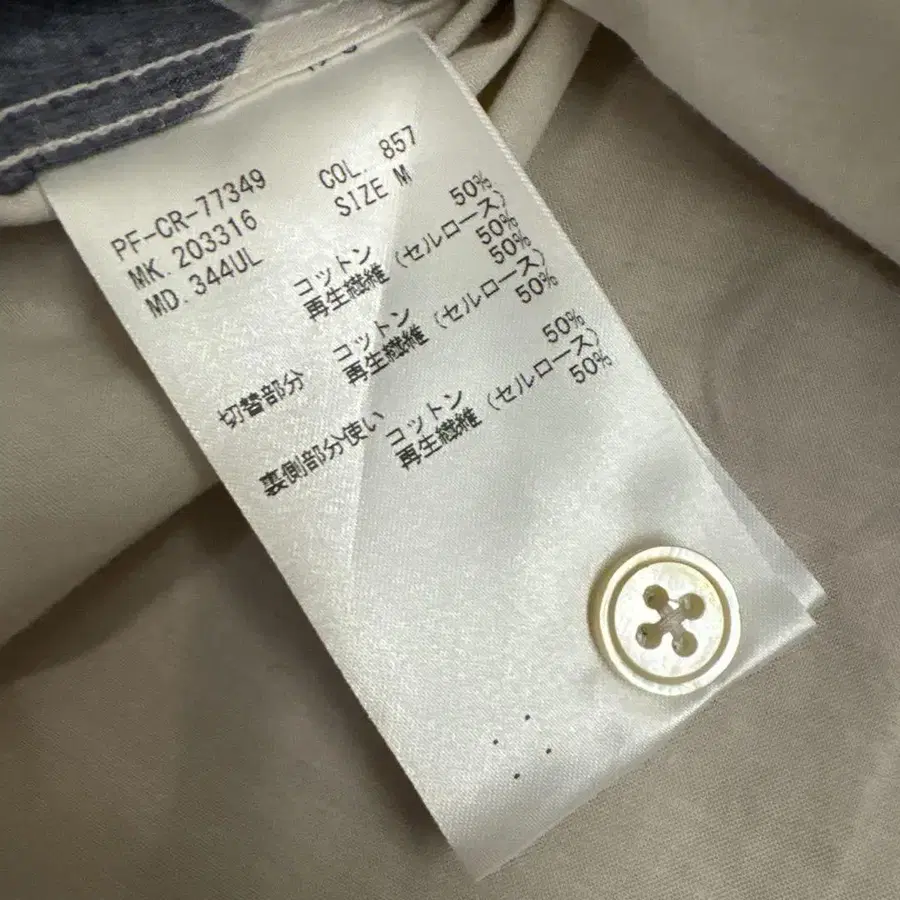 PF-CR-77349 COL. 857
MK. 203316 SIZE M
MD. 344UL
コットン 50%
再生繊維(セルロース) 50%
切替部分 コットン 50%
再生繊維(セルロース) 50%
裏側部分使い コットン 50%
再生繊維(セルロース) 50%